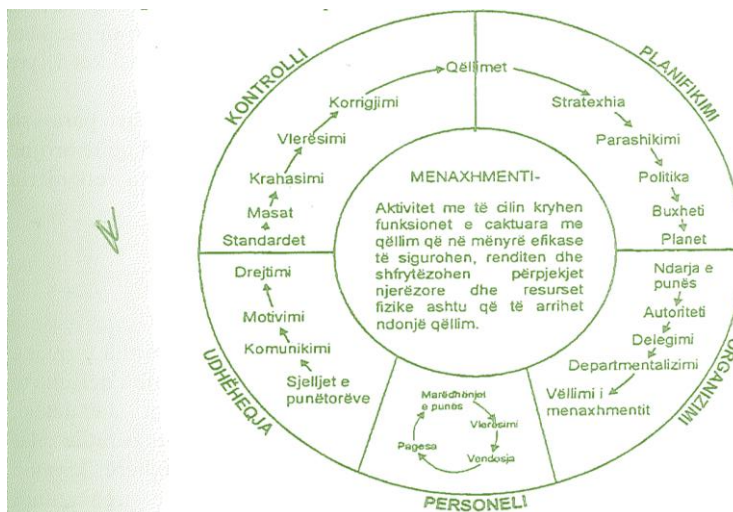 KONTROLLI
PLANIFIKIMI
Qëllimet
Korrigjimi
Vlerësimi
Krahasimi
Masat
Standardet
Stratexhia
Parashikimi
Politika
Buxheti
Planet
MENAXHMENTI-
Aktivitet me të cilin kryhen
funksionet e caktuara me
qëllim që në mënyrë efikase
të sigurohen, renditen dhe
shfrytëzohen përpjekjet
njerëzore dhe resurset
fizike ashtu që të arrihet
ndonjë qëllim.
Drejtimi
Motivimi
Komunikimi
Sjelljet e
punëtorëve
UDHËHEQJA
Ndarja e
punës
Autoriteti
Delegimi
Departmentalizimi
Vëllimi i
menaxhmentit
ORGANIZIMI
Marëdhënjet
e punës
Vlerësimi
Vendosja
Pagesa
PERSONELI